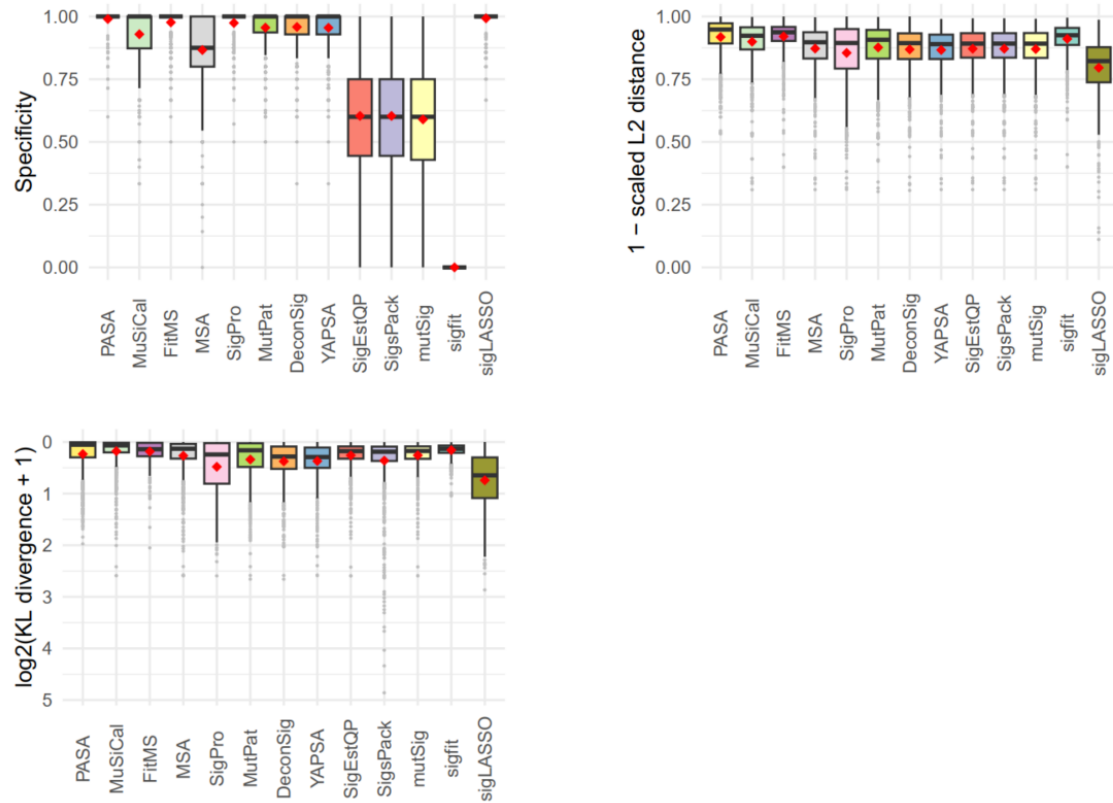 Specificity
1.00
0.75
0.50
0.25
0.00
PASA
MuSiCal
FitMS
MSA
SigPro
MutPat
DeconSig
YAPSA
SigEstQP
SigsPack
mutSig
sigfit
sigLASSO
1 − scaled L2 distance
1.00
0.75
0.50
0.25
0.00
PASA
MuSiCal
FitMS
MSA
SigPro
MutPat
DeconSig
YAPSA
SigEstQP
SigsPack
mutSig
sigfit
sigLASSO
log2(KL divergence + 1)
0
1
2
3
4
5
PASA
MuSiCal
FitMS
MSA
SigPro
MutPat
DeconSig
YAPSA
SigEstQP
SigsPack
mutSig
sigfit
sigLASSO